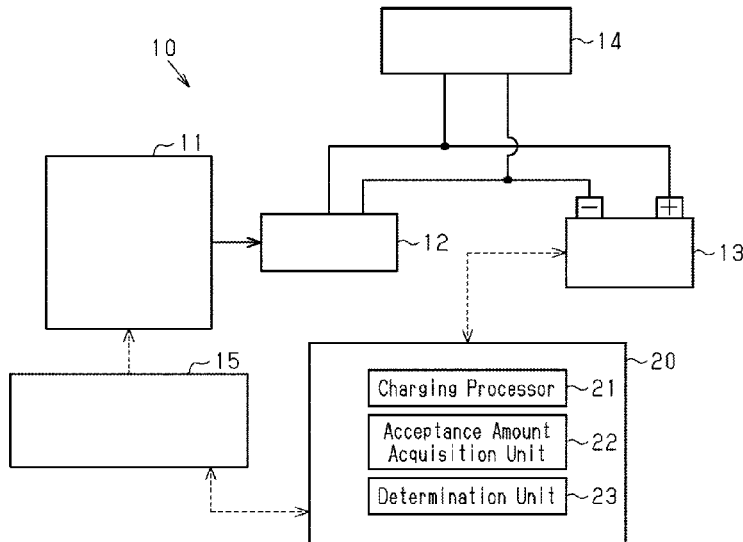 10
14
11
12
− +
13
15
20
Charging Processor
21
Acceptance Amount
Acquisition Unit
22
Determination Unit
23